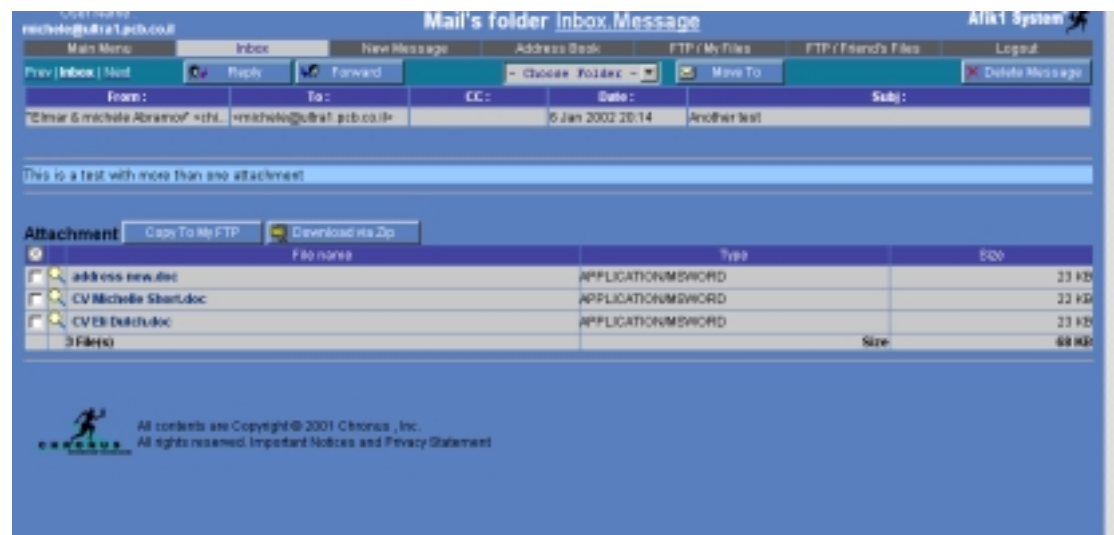 User Name:
michele@ultra1.pcb.co.il
Mail's folder Inbox.Message
Afik1 System
Main Menu Inbox New Message Address Book FTP / My Files FTP / Friend's Files Logout
Prev | Inbox | Next Reply Forward - Choose Folder - Move To Delete Message
From: To: CC: Date: Subj:
"Elmar & michele Abramov" <chi... <michele@ultra1.pcb.co.il> 6 Jan 2002 20:14 Another test
This is a test with more than one attachment
Attachment Copy To My FTP Download via Zip
File name Type Size
address new.doc APPLICATION/MSWORD 23 KB
CV Michelle Short.doc APPLICATION/MSWORD 23 KB
CV Eli Dutch.doc APPLICATION/MSWORD 23 KB
3 File(s) Size 68 KB
All contents are Copyright © 2001 Chronus , Inc.
CHRONUS All rights reserved. Important Notices and Privacy Statement